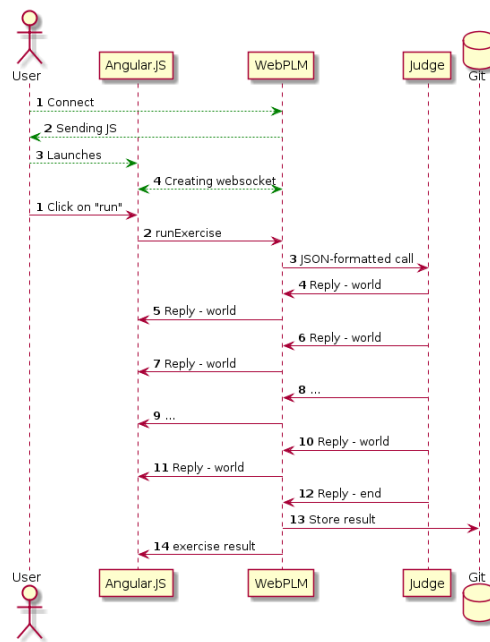 User
Angular.JS
WebPLM
Judge
Git
1 Connect
2 Sending JS
3 Launches
4 Creating websocket
1 Click on "run"
2 runExercise
3 JSON-formatted call
4 Reply - world
5 Reply - world
6 Reply - world
7 Reply - world
8 ...
9 ...
10 Reply - world
11 Reply - world
12 Reply - end
13 Store result
14 exercise result
User
Angular.JS
WebPLM
Judge
Git